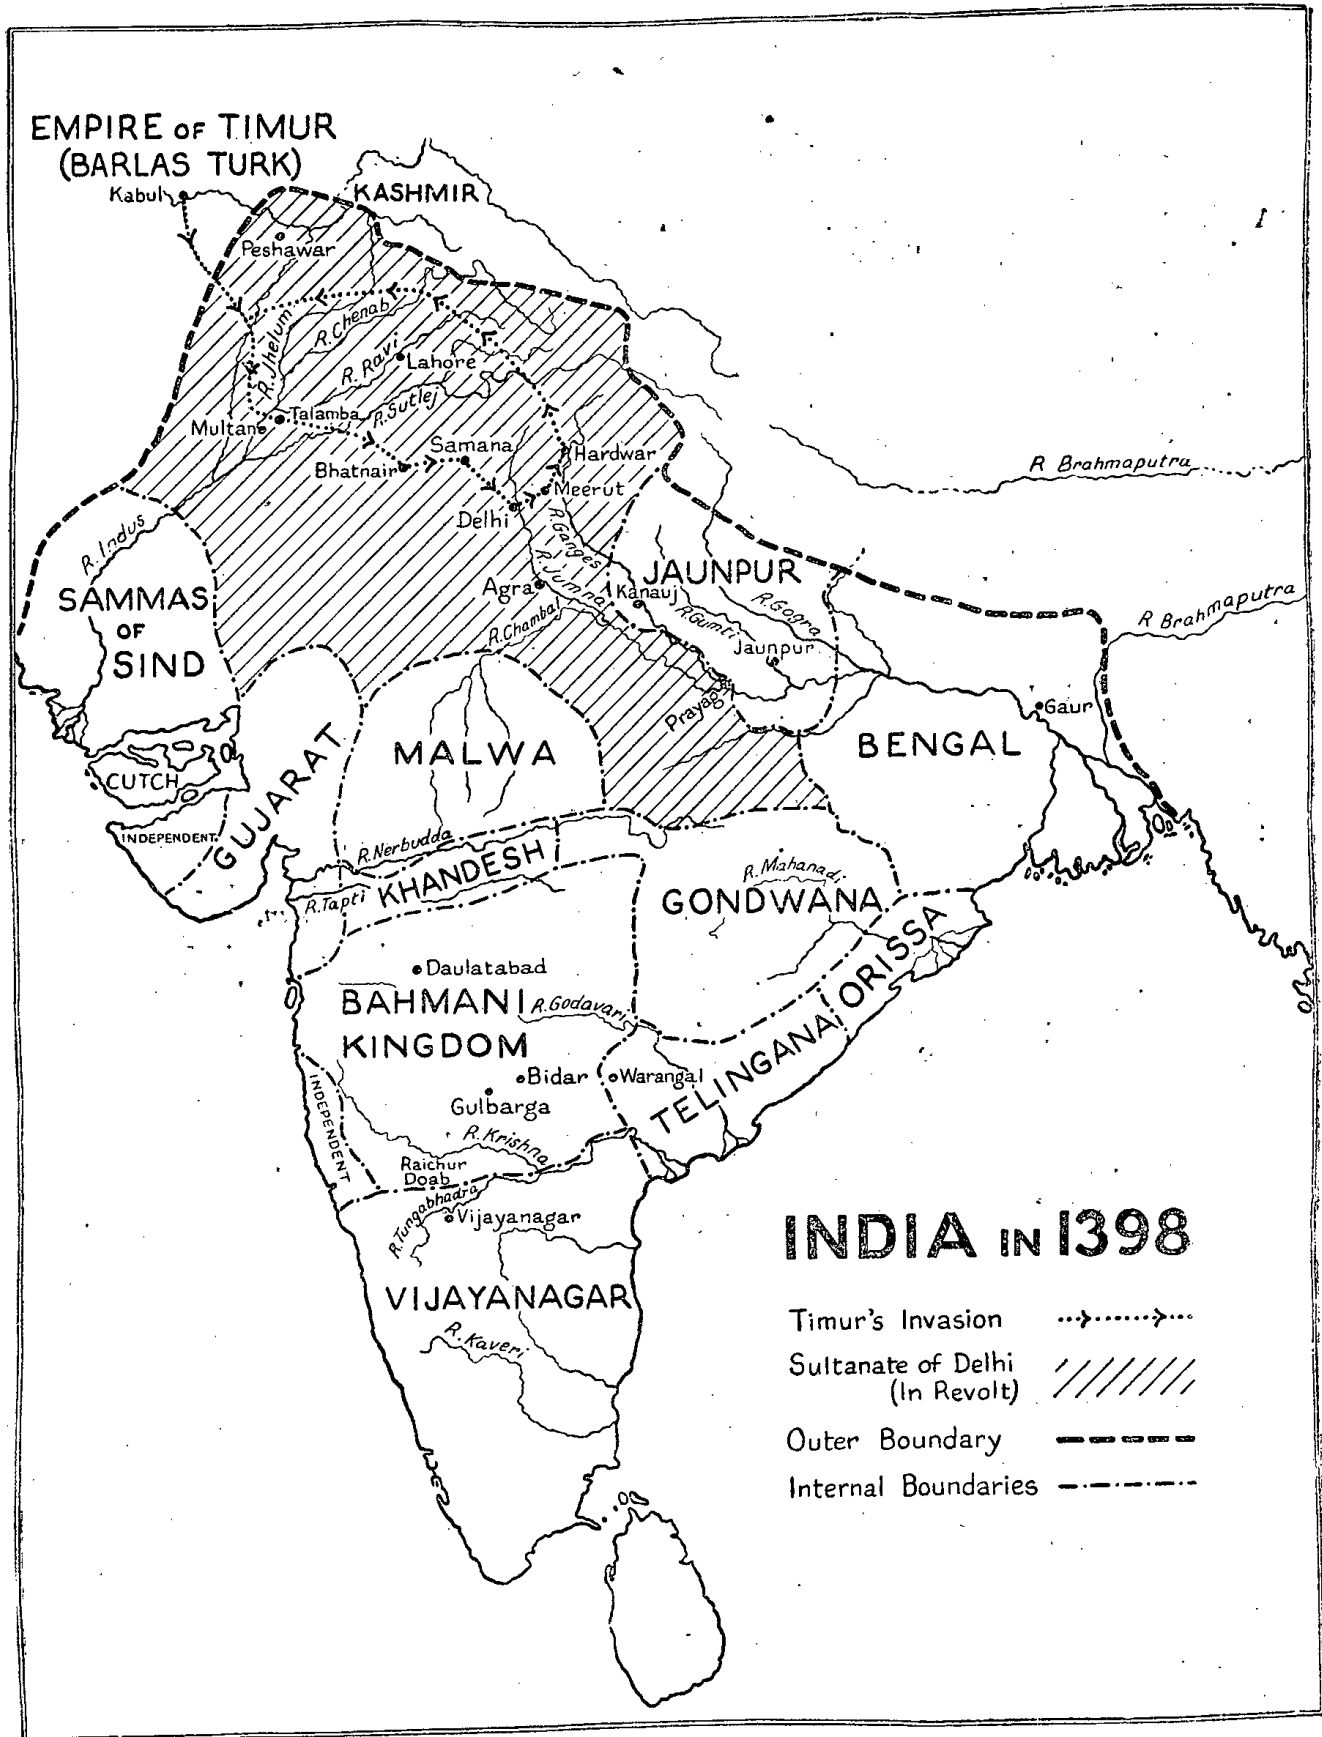 EMPIRE OF TIMUR
(BARLAS TURK)
Kabul
KASHMIR
Peshawar
R. Jhelum
R. Chenab
R. Ravi
Lahore
R. Sutlej
Multan
Talamba
Bhatnair
Samana
Hardwar
Meerut
Delhi
R Brahmaputra
R. Indus
R. Ganges
R. Jumna
Agra
Kanauj
JAUNPUR
R. Gumti
R. Gogra
R Brahmaputra
SAMMAS
OF
SIND
R. Chambal
Jaunpur
Prayag
Gaur
MALWA
BENGAL
CUTCH
GUJARAT
INDEPENDENT
R. Nerbudda
KHANDESH
R. Tapti
R. Mahanadi
GONDWANA
ORISSA
Daulatabad
BAHMANI
KINGDOM
R. Godavari
TELINGANA
INDEPENDENT
Bidar
Warangal
Gulbarga
R. Krishna
Raichur
Doab
R. Tungabhadra
Vijayanagar
VIJAYANAGAR
R. Kaveri
INDIA IN 1398
Timur's Invasion
Sultanate of Delhi
(In Revolt)
Outer Boundary
Internal Boundaries